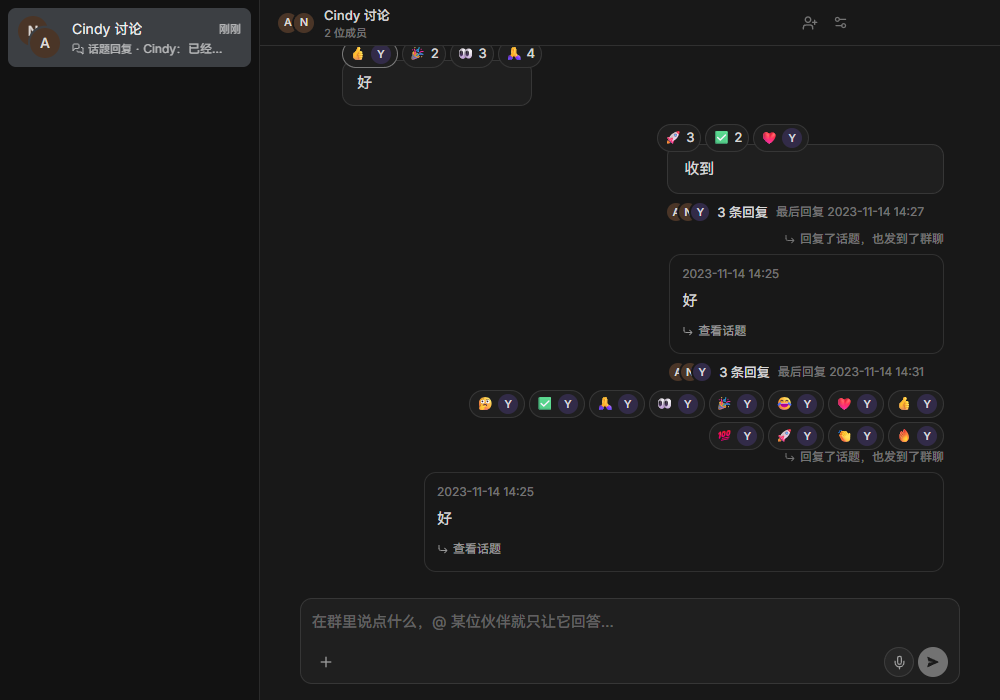 N
A
Cindy 讨论
刚刚
话题回复 · Cindy：已经...
A N
Cindy 讨论
2 位成员
👍 Y 🎉 2 👀 3 🙏 4
好
🚀 3 ✅ 2 ❤️ Y
收到
A N Y 3 条回复 最后回复 2023-11-14 14:27
回复了话题，也发到了群聊
2023-11-14 14:25
好
查看话题
A N Y 3 条回复 最后回复 2023-11-14 14:31
🤔 Y ✅ Y 🙏 Y 👀 Y 🎉 Y 😂 Y ❤️ Y 👍 Y
💯 Y 🚀 Y 👏 Y 🔥 Y
回复了话题，也发到了群聊
2023-11-14 14:25
好
查看话题
在群里说点什么，@ 某位伙伴就只让它回答...